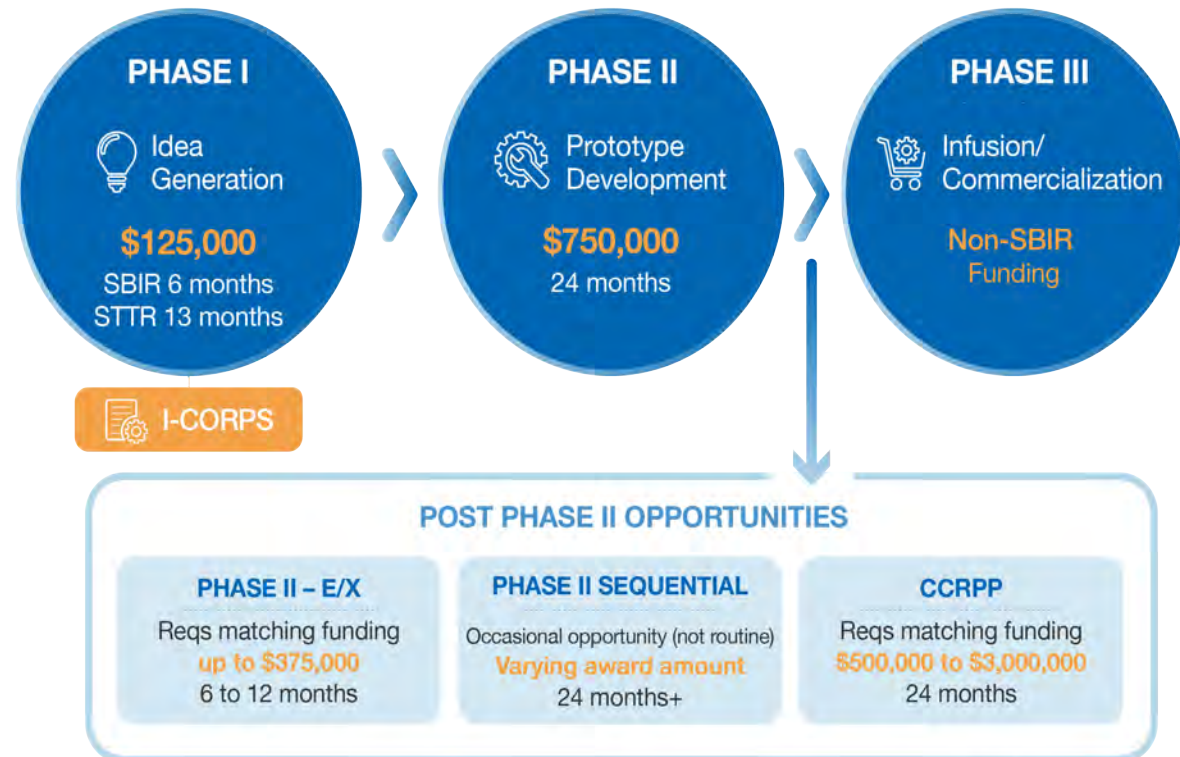 PHASE I
Idea
Generation
$125,000
SBIR 6 months
STTR 13 months
I-CORPS
PHASE II
Prototype
Development
$750,000
24 months
PHASE III
Infusion/
Commercialization
Non-SBIR
Funding
POST PHASE II OPPORTUNITIES
PHASE II – E/X
Reqs matching funding
up to $375,000
6 to 12 months
PHASE II SEQUENTIAL
Occasional opportunity (not routine)
Varying award amount
24 months+
CCRPP
Reqs matching funding
$500,000 to $3,000,000
24 months